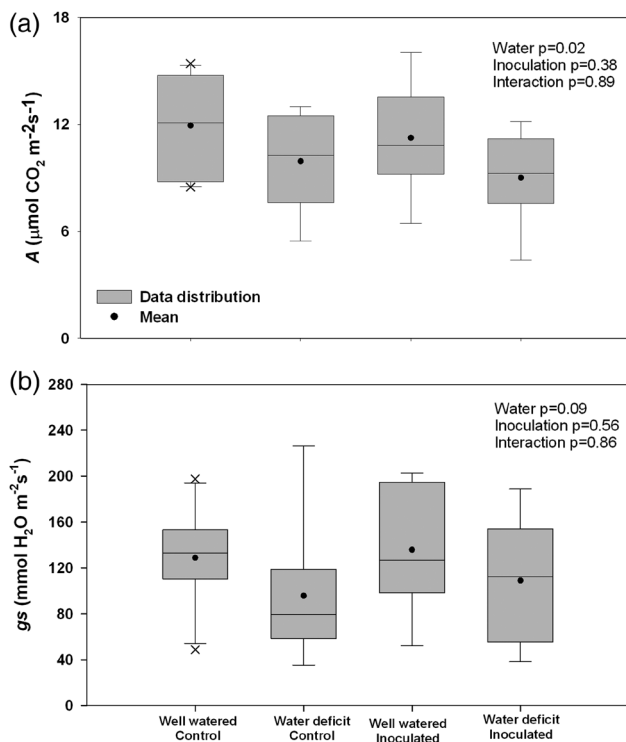 (a)
18
12
6
0
A (μmol CO₂ m⁻²s⁻¹)
Water p=0.02
Inoculation p=0.38
Interaction p=0.89
Data distribution
Mean
(b)
280
240
200
160
120
80
40
0
gs (mmol H₂O m⁻²s⁻¹)
Water p=0.09
Inoculation p=0.56
Interaction p=0.86
Well watered
Control
Water deficit
Control
Well watered
Inoculated
Water deficit
Inoculated